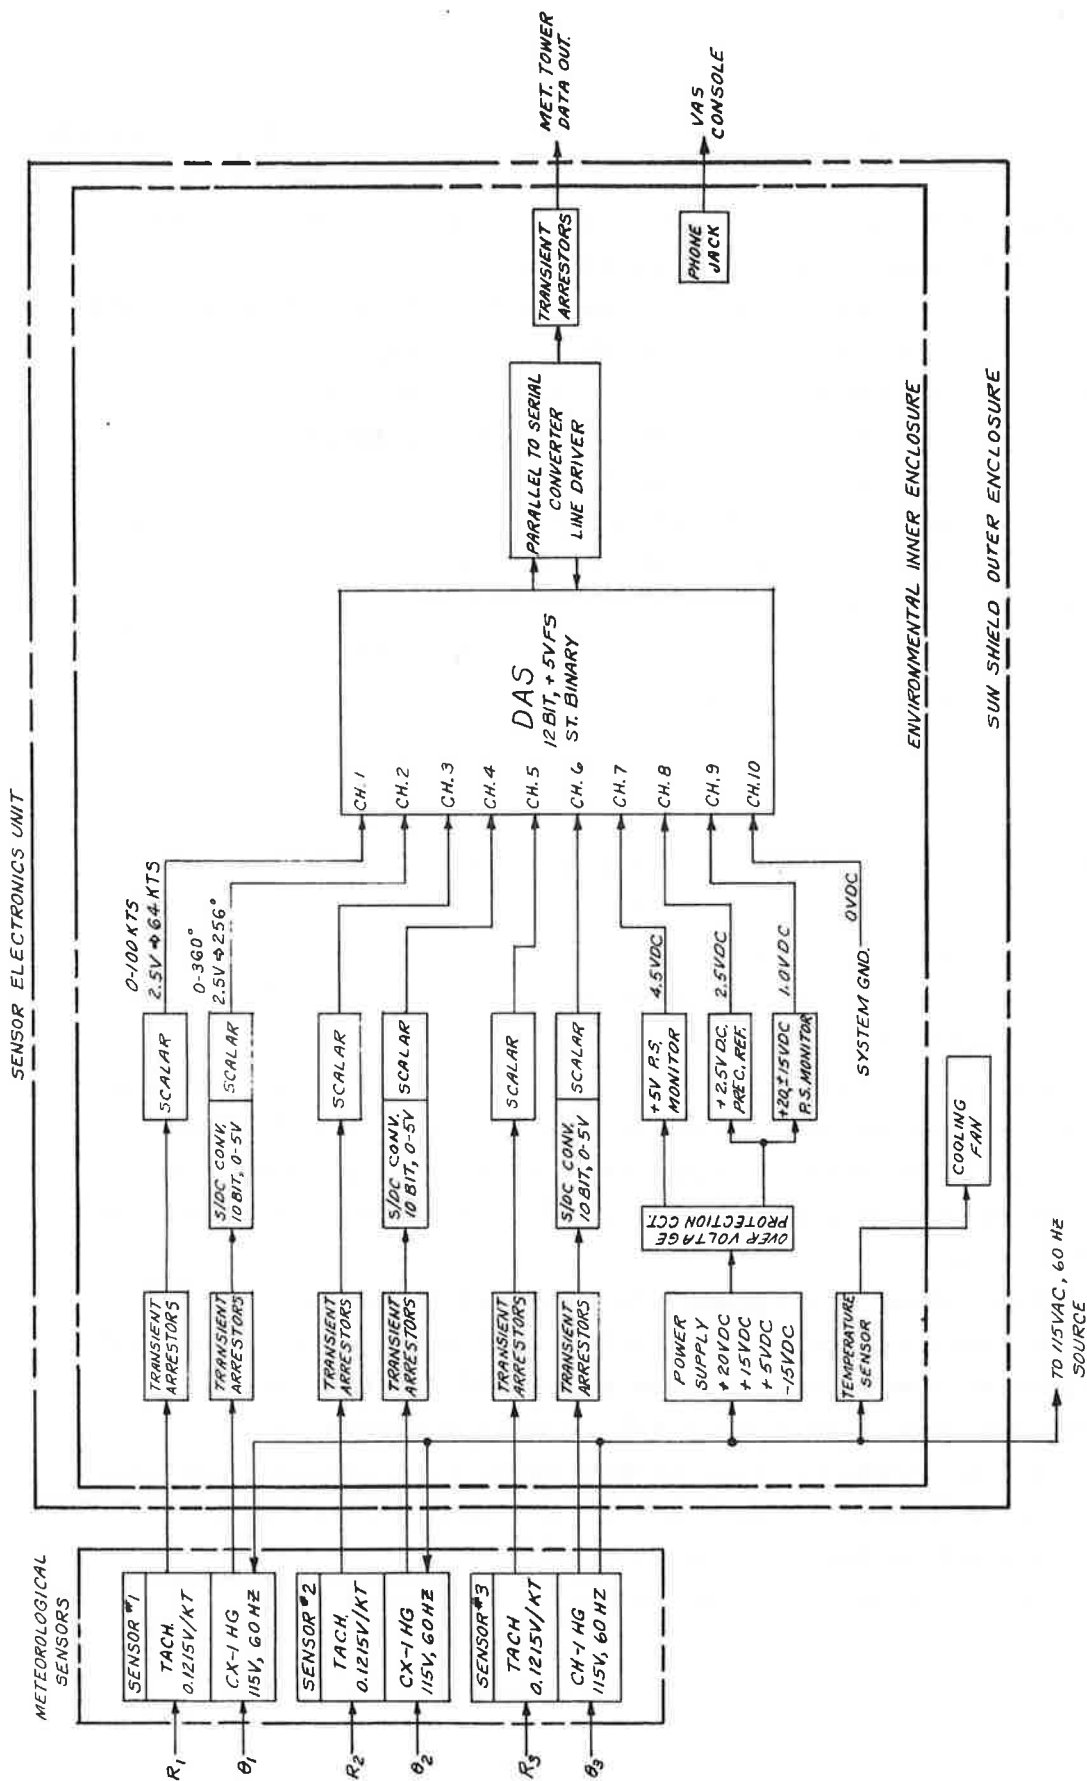 SENSOR ELECTRONICS UNIT
METEOROLOGICAL
SENSORS
R1
θ1
R2
θ2
R3
θ3
SENSOR #1
TACH.
0.1215V/KT
CX-1 HG
115V, 60 HZ
SENSOR #2
TACH.
0.1215V/KT
CX-1 HG
115V, 60HZ
SENSOR #3
TACH
0.1215V/KT
CH-1 HG
115V, 60 HZ
TRANSIENT
ARRESTORS
TRANSIENT
ARRESTORS
TRANSIENT
ARRESTORS
TRANSIENT
ARRESTORS
TRANSIENT
ARRESTORS
TRANSIENT
ARRESTORS
POWER
SUPPLY
+20VDC
+15VDC
+5VDC
-15VDC
TEMPERATURE
SENSOR
SCALAR
S/DC CONV.
10 BIT, 0-5V
SCALAR
SCALAR
S/DC CONV.
10 BIT, 0-5V
SCALAR
SCALAR
S/DC CONV.
10 BIT, 0-5V
SCALAR
OVER VOLTAGE
PROTECTION CCT.
+5V P.S,
MONITOR
+2.5V D.C.
PREC. REF.
+20,±15VDC
P.S. MONITOR
COOLING
FAN
0-100 KTS
2.5V→64 KTS
0-360°
2.5V→256°
4.5VDC
2.5VDC
1.0VDC
SYSTEM GND.
0VDC
CH. 1
CH.2
CH.3
CH.4
CH. 5
CH. 6
CH. 7
CH. 8
CH.9
CH.10
DAS
12 BIT, +5VFS
ST. BINARY
PARALLEL TO SERIAL
CONVERTER
LINE DRIVER
TRANSIENT
ARRESTORS
MET. TOWER
DATA OUT.
PHONE
JACK
VAS
CONSOLE
ENVIRONMENTAL INNER ENCLOSURE
SUN SHIELD OUTER ENCLOSURE
TO 115VAC, 60 HZ
SOURCE